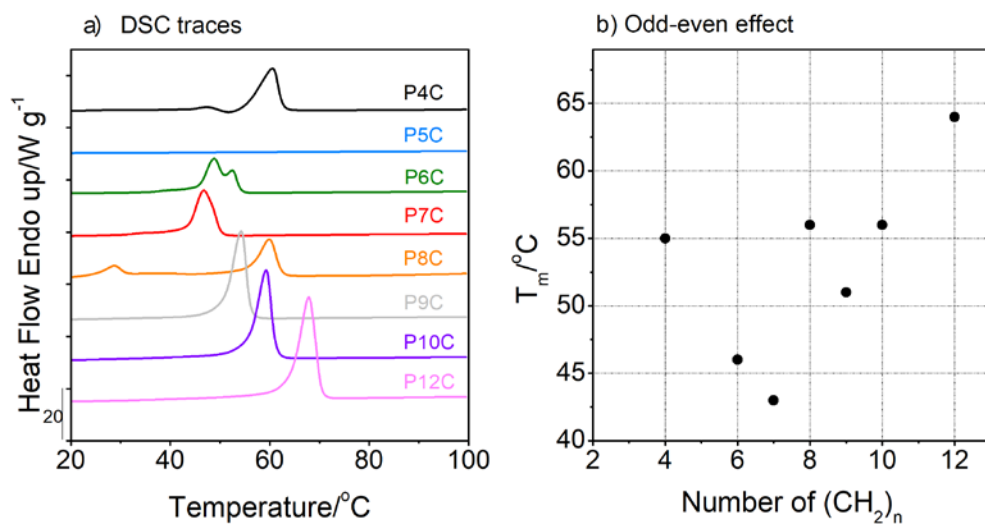 a) DSC traces
b) Odd-even effect
Heat Flow Endo up/W g⁻¹
P4C
P5C
P6C
P7C
P8C
P9C
P10C
P12C
20
20 40 60 80 100
Temperature/°C
Tₘ/°C
65
60
55
50
45
40
2 4 6 8 10 12
Number of (CH₂)ₙ